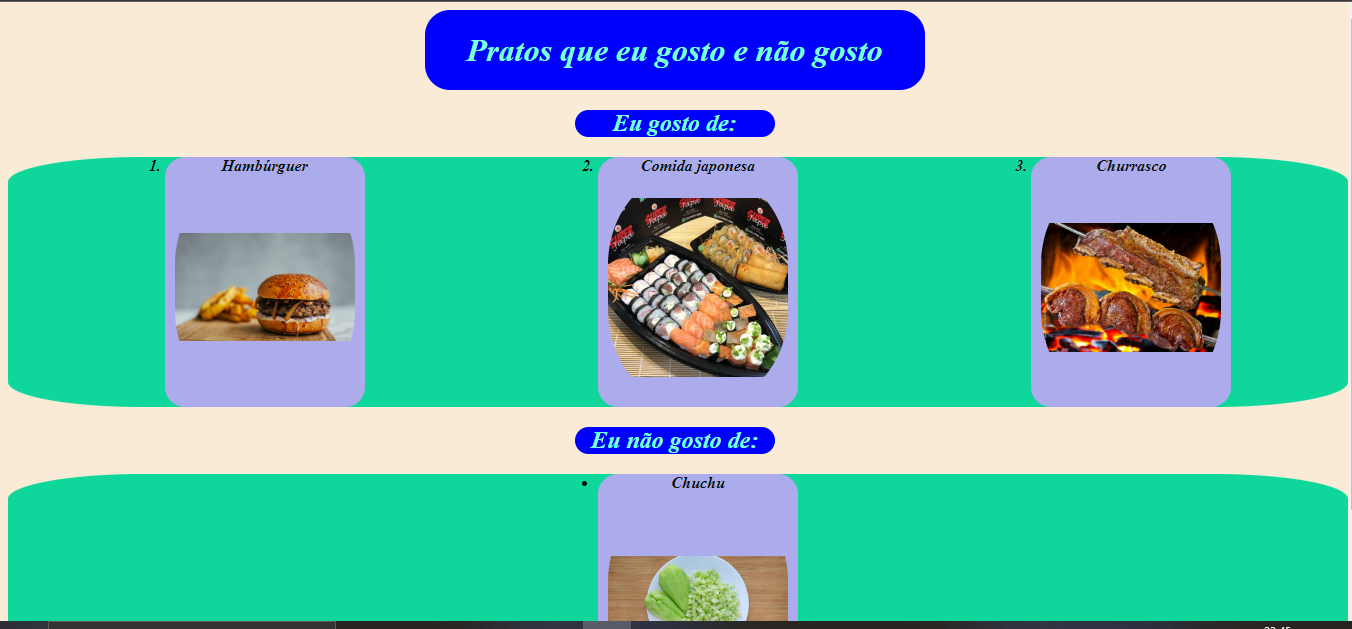 Pratos que eu gosto e não gosto
Eu gosto de:
1. Hambúrguer
2. Comida japonesa
3. Churrasco
Eu não gosto de:
• Chuchu